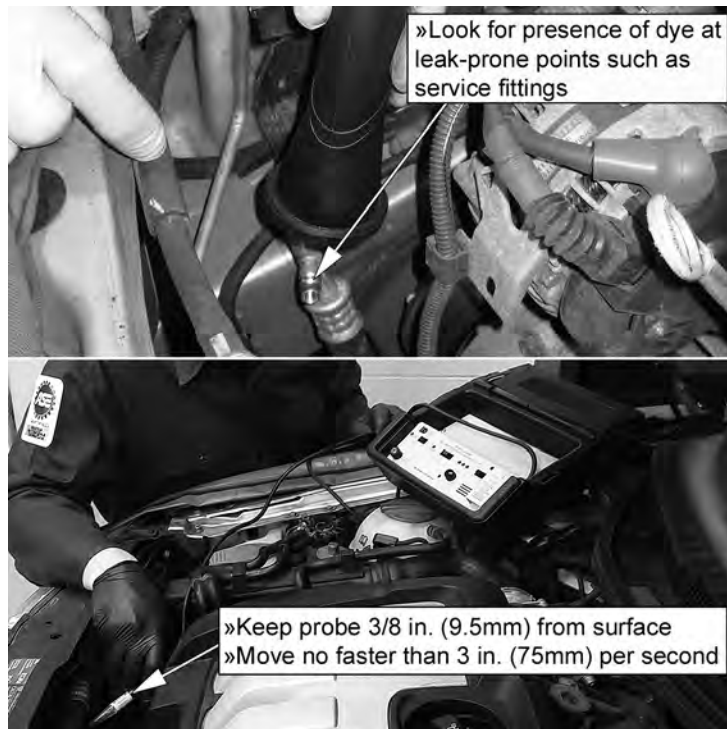 »Look for presence of dye at
leak-prone points such as
service fittings
»Keep probe 3/8 in. (9.5mm) from surface
»Move no faster than 3 in. (75mm) per second